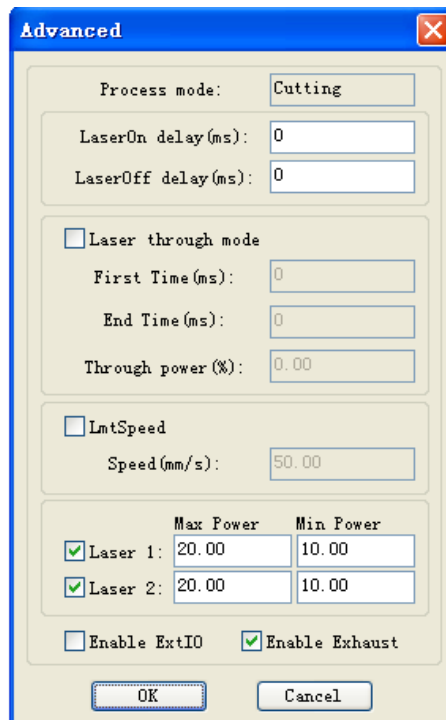 Advanced
Process mode: Cutting
LaserOn delay(ms): 0
LaserOff delay(ms): 0
Laser through mode
First Time(ms): 0
End Time(ms): 0
Through power(%): 0.00
LmtSpeed
Speed(mm/s): 50.00
Max Power Min Power
Laser 1: 20.00 10.00
Laser 2: 20.00 10.00
Enable ExtIO Enable Exhaust
OK Cancel